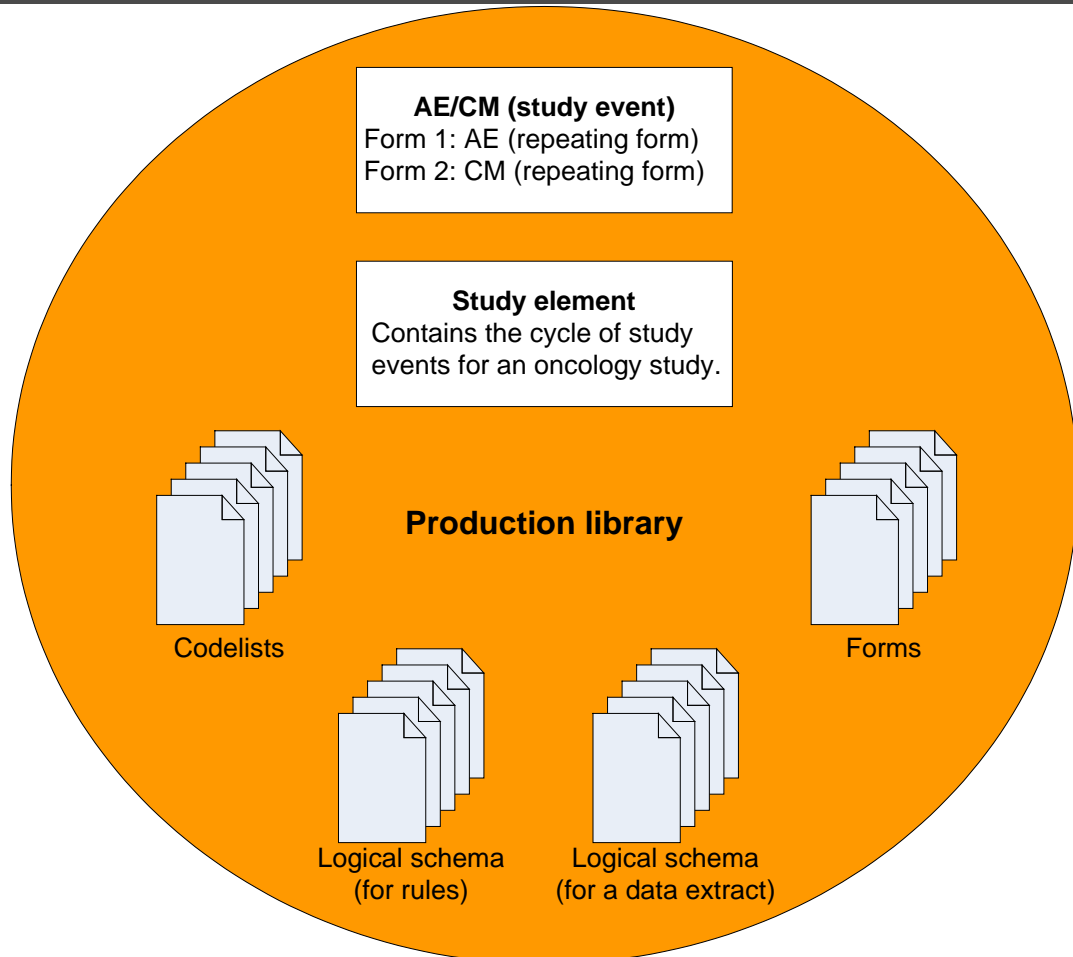 AE/CM (study event)
Form 1: AE (repeating form)
Form 2: CM (repeating form)
Study element
Contains the cycle of study
events for an oncology study.
Production library
Codelists
Forms
Logical schema
(for rules)
Logical schema
(for a data extract)